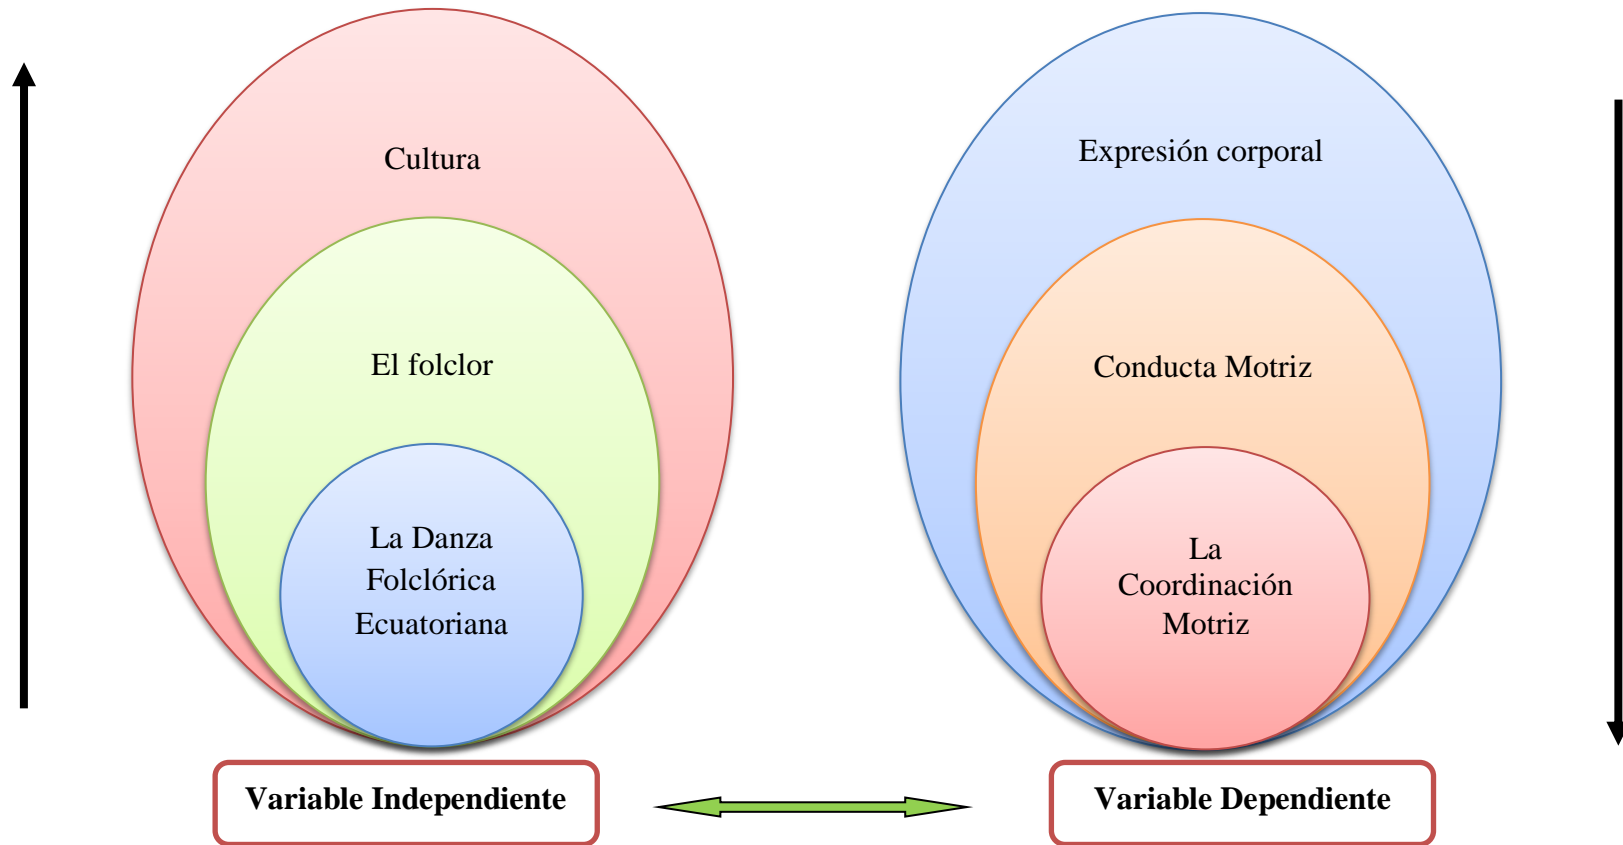 Cultura
El folclor
La Danza
Folclórica
Ecuatoriana
Variable Independiente
Expresión corporal
Conducta Motriz
La
Coordinación
Motriz
Variable Dependiente